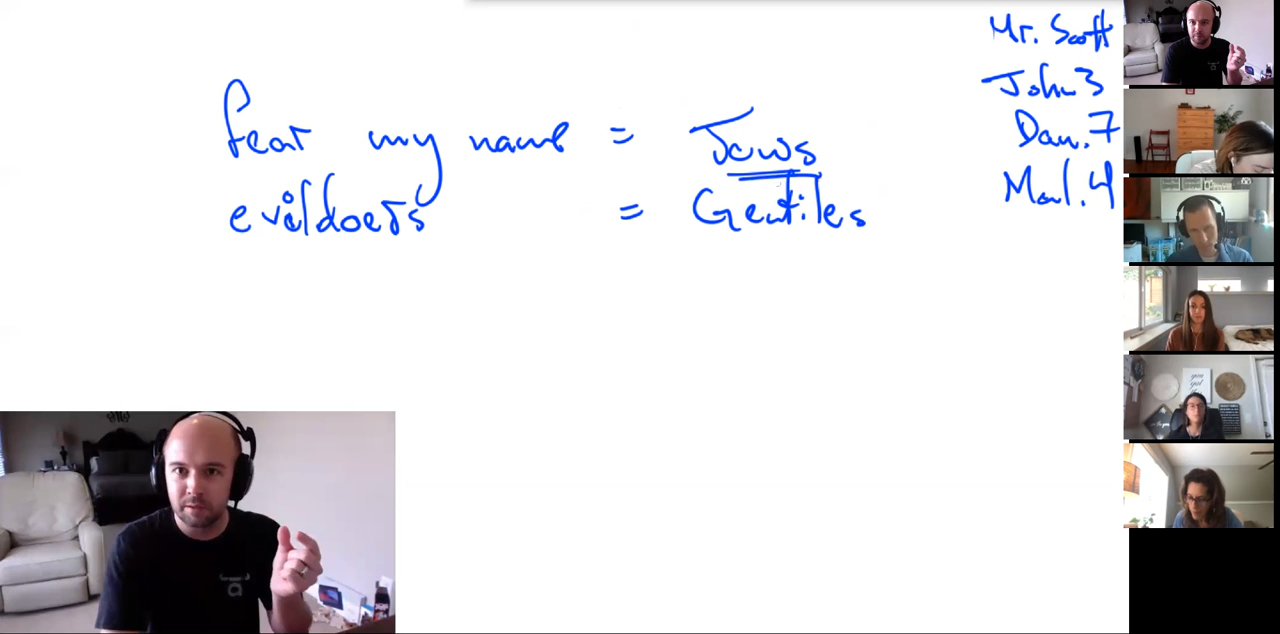 fear my name = Jews
evildoers = Gentiles
Mr. Scott
John 3
Dan. 7
Mal. 4